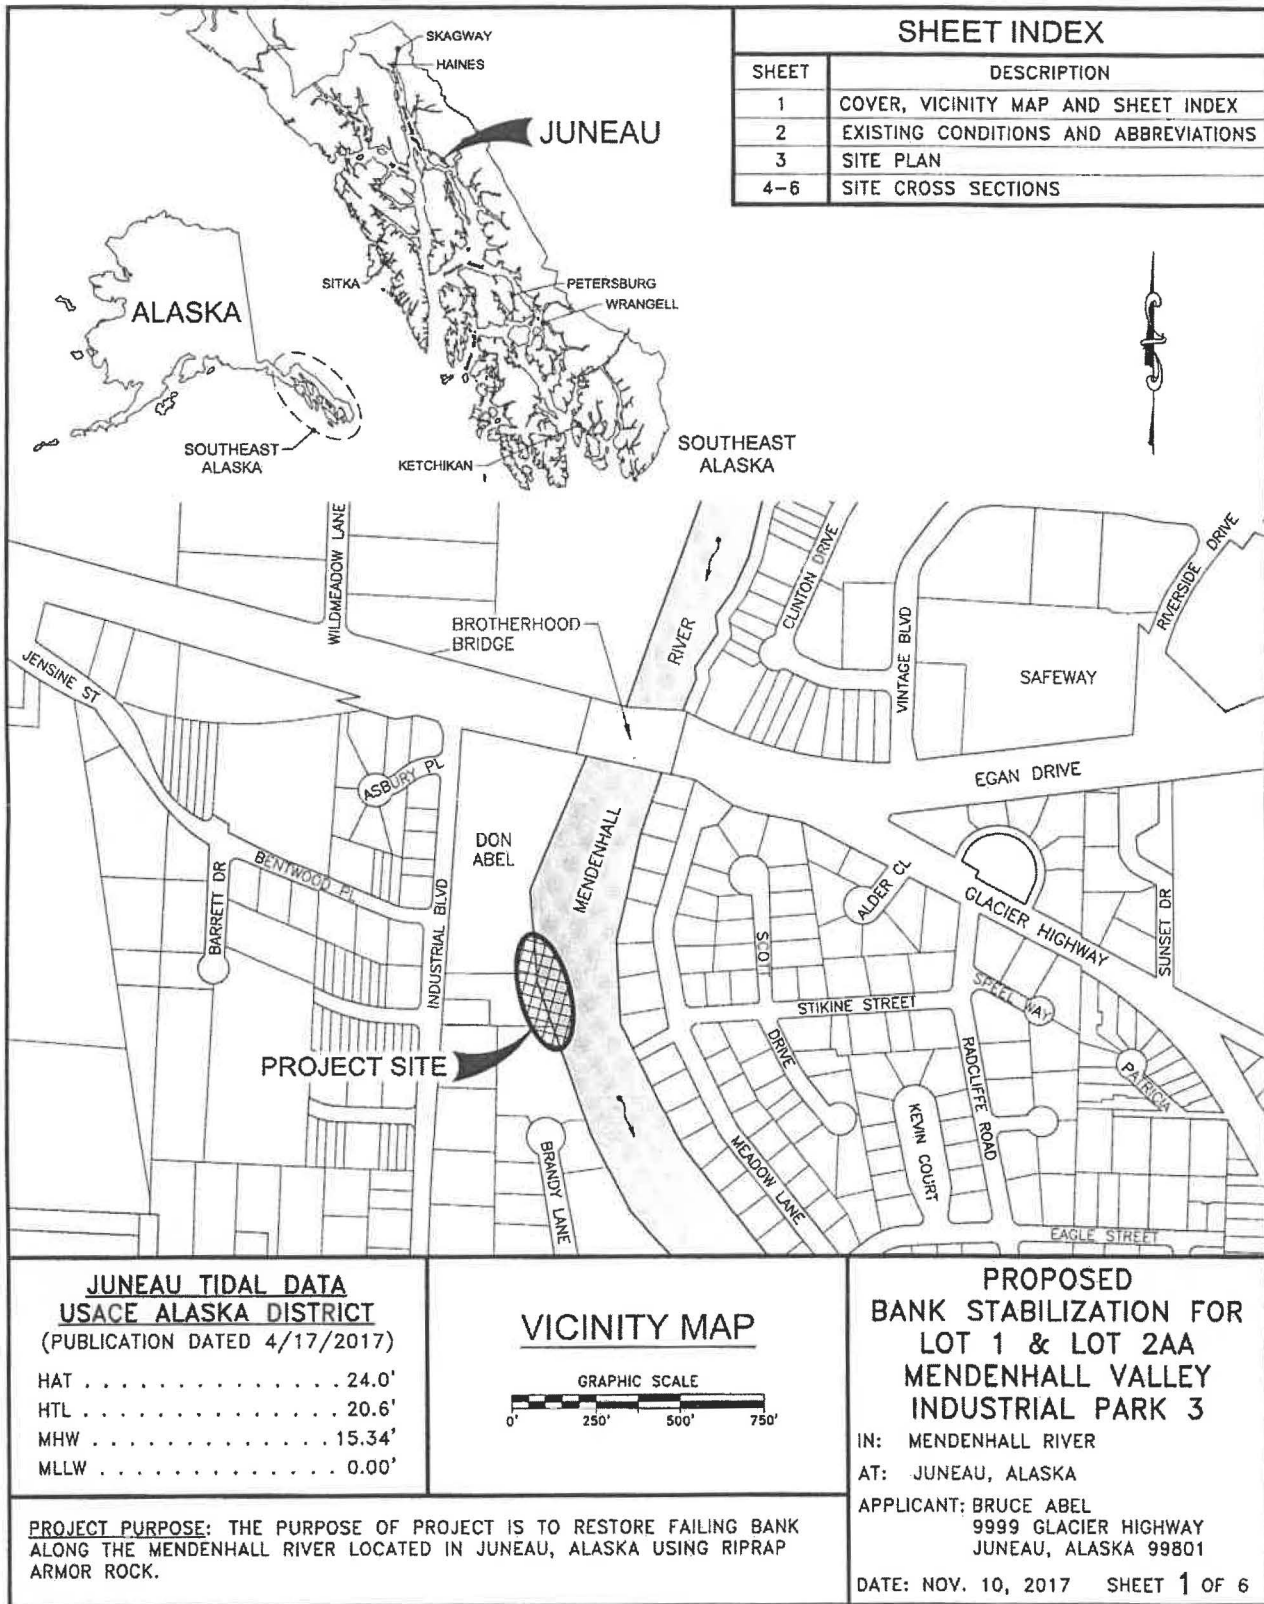 SKAGWAY
HAINES
JUNEAU
SITKA
PETERSBURG
WRANGELL
KETCHIKAN
SOUTHEAST
ALASKA
ALASKA
SOUTHEAST
ALASKA
SHEET INDEX
SHEET DESCRIPTION
1 COVER, VICINITY MAP AND SHEET INDEX
2 EXISTING CONDITIONS AND ABBREVIATIONS
3 SITE PLAN
4-6 SITE CROSS SECTIONS
WILDMEADOW LANE
BROTHERHOOD
BRIDGE
RIVER
CLINTON DRIVE
VINTAGE BLVD
RIVERSIDE DRIVE
SAFEWAY
JENSINE ST
ASBURY PL
EGAN DRIVE
DON
ABEL
MENDENHALL
BENTWOOD PL
BARRETT DR
INDUSTRIAL BLVD
SCOTT
DRIVE
ALDER CL
GLACIER HIGHWAY
SUNSET DR
STIKINE STREET
SPEEL WAY
PROJECT SITE
RADCLIFFE ROAD
PATRICIA
KEVIN COURT
MEADOW LANE
BRANDY LANE
EAGLE STREET
JUNEAU TIDAL DATA
USACE ALASKA DISTRICT
(PUBLICATION DATED 4/17/2017)
HAT . . . . . . . . . . . . . . . 24.0'
HTL . . . . . . . . . . . . . . . 20.6'
MHW . . . . . . . . . . . . . 15.34'
MLLW . . . . . . . . . . . . . 0.00'
VICINITY MAP
GRAPHIC SCALE
0' 250' 500' 750'
PROJECT PURPOSE: THE PURPOSE OF PROJECT IS TO RESTORE FAILING BANK
ALONG THE MENDENHALL RIVER LOCATED IN JUNEAU, ALASKA USING RIPRAP
ARMOR ROCK.
PROPOSED
BANK STABILIZATION FOR
LOT 1 & LOT 2AA
MENDENHALL VALLEY
INDUSTRIAL PARK 3
IN: MENDENHALL RIVER
AT: JUNEAU, ALASKA
APPLICANT: BRUCE ABEL
9999 GLACIER HIGHWAY
JUNEAU, ALASKA 99801
DATE: NOV. 10, 2017 SHEET 1 OF 6